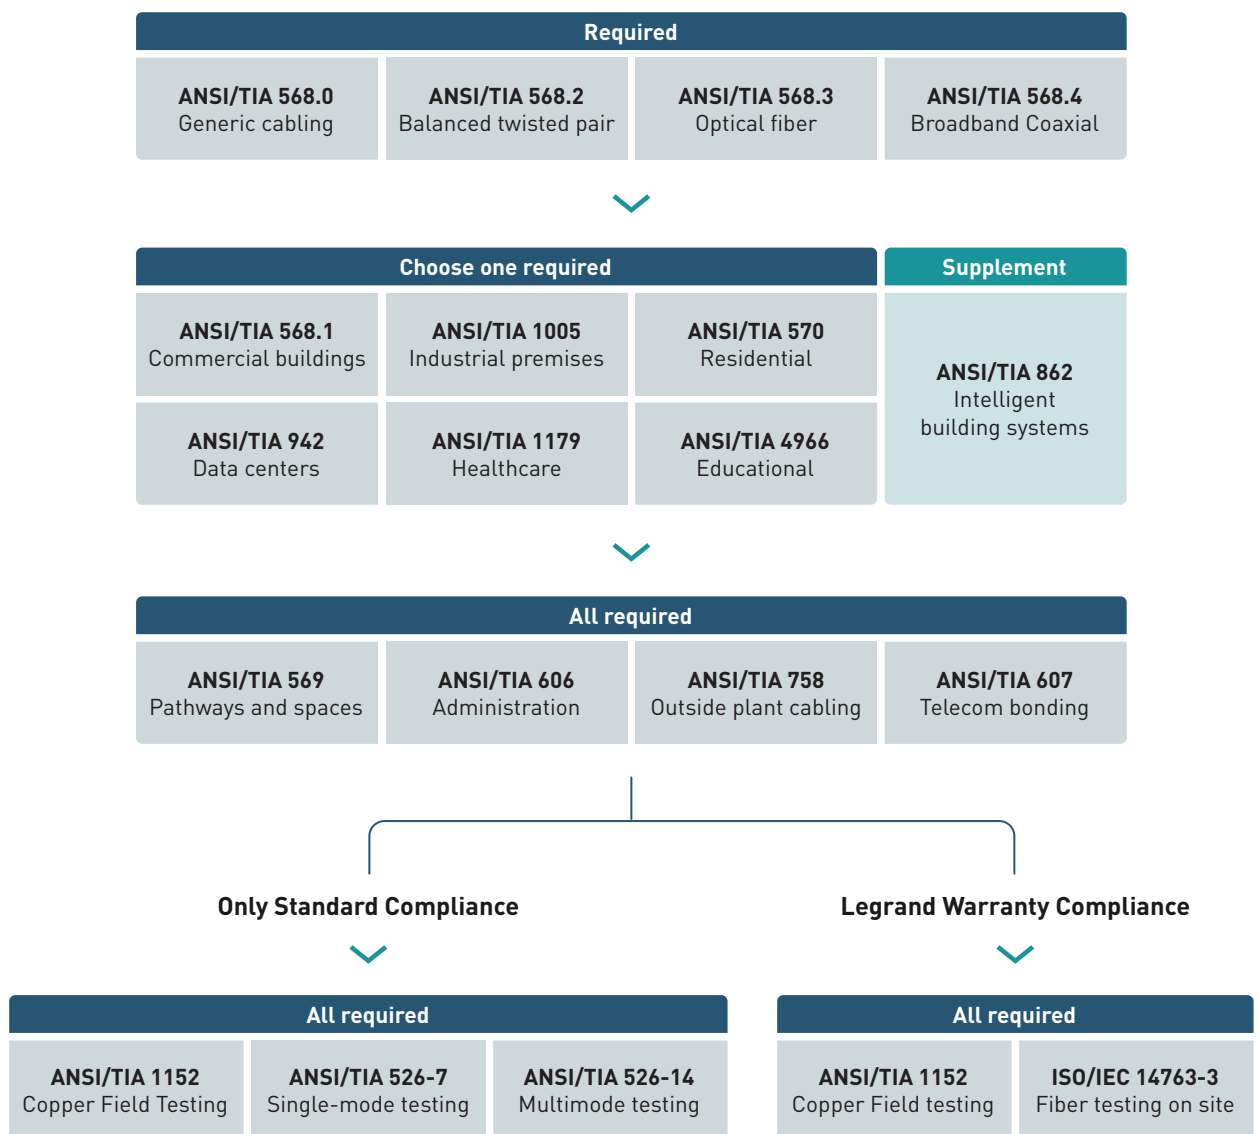 Required
ANSI/TIA 568.0
Generic cabling
ANSI/TIA 568.2
Balanced twisted pair
ANSI/TIA 568.3
Optical fiber
ANSI/TIA 568.4
Broadband Coaxial
Choose one required
ANSI/TIA 568.1
Commercial buildings
ANSI/TIA 1005
Industrial premises
ANSI/TIA 570
Residential
ANSI/TIA 942
Data centers
ANSI/TIA 1179
Healthcare
ANSI/TIA 4966
Educational
Supplement
ANSI/TIA 862
Intelligent
building systems
All required
ANSI/TIA 569
Pathways and spaces
ANSI/TIA 606
Administration
ANSI/TIA 758
Outside plant cabling
ANSI/TIA 607
Telecom bonding
Only Standard Compliance
All required
ANSI/TIA 1152
Copper Field Testing
ANSI/TIA 526-7
Single-mode testing
ANSI/TIA 526-14
Multimode testing
Legrand Warranty Compliance
All required
ANSI/TIA 1152
Copper Field testing
ISO/IEC 14763-3
Fiber testing on site